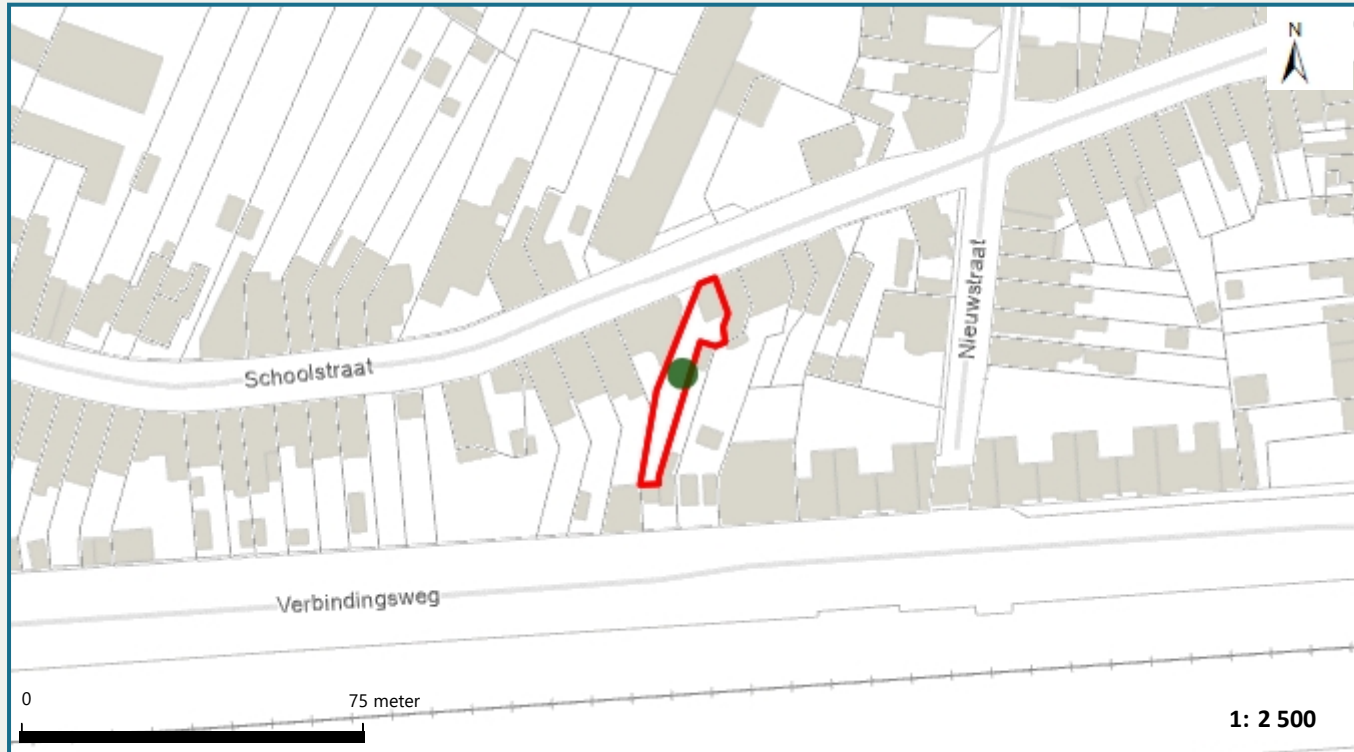 N
Nieuwstraat
Schoolstraat
Verbindingsweg
0
75 meter
1: 2 500